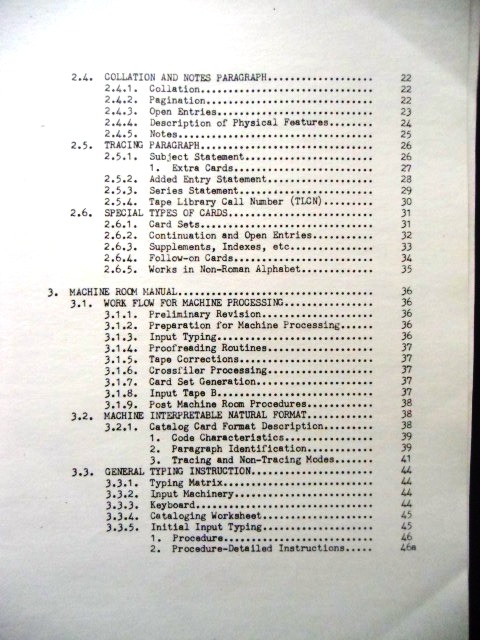 2.4. COLLATION AND NOTES PARAGRAPH................... 22
2.4.1. Collation............................... 22
2.4.2. Pagination.............................. 22
2.4.3. Open Entries............................ 23
2.4.4. Description of Physical Features........ 24
2.4.5. Notes................................... 25
2.5. TRACING PARAGRAPH............................... 26
2.5.1. Subject Statement....................... 26
1. Extra Cards......................... 27
2.5.2. Added Entry Statement................... 28
2.5.3. Series Statement........................ 29
2.5.4. Tape Library Call Number (TLCN)......... 30
2.6. SPECIAL TYPES OF CARDS.......................... 31
2.6.1. Card Sets............................... 31
2.6.2. Continuation and Open Entries........... 32
2.6.3. Supplements, Indexes, etc............... 33
2.6.4. Follow-on Cards......................... 34
2.6.5. Works in Non-Roman Alphabet............. 35
3. MACHINE ROOM MANUAL................................... 36
3.1. WORK FLOW FOR MACHINE PROCESSING................ 36
3.1.1. Preliminary Revision.................... 36
3.1.2. Preparation for Machine Processing...... 36
3.1.3. Input Typing............................ 36
3.1.4. Proofreading Routines................... 37
3.1.5. Tape Corrections........................ 37
3.1.6. Crossfiler Processing................... 37
3.1.7. Card Set Generation..................... 37
3.1.8. Input Tape B............................ 37
3.1.9. Post Machine Room Procedures............ 38
3.2. MACHINE INTERPRETABLE NATURAL FORMAT............ 38
3.2.1. Catalog Card Format Description......... 38
1. Code Characteristics................ 39
2. Paragraph Identification............ 39
3. Tracing and Non-Tracing Modes....... 41
3.3. GENERAL TYPING INSTRUCTION...................... 44
3.3.1. Typing Matrix........................... 44
3.3.2. Input Machinery......................... 44
3.3.3. Keyboard................................ 44
3.3.4. Cataloging Worksheet.................... 45
3.3.5. Initial Input Typing.................... 45
1. Procedure........................... 46
2. Procedure-Detailed Instructions..... 46a